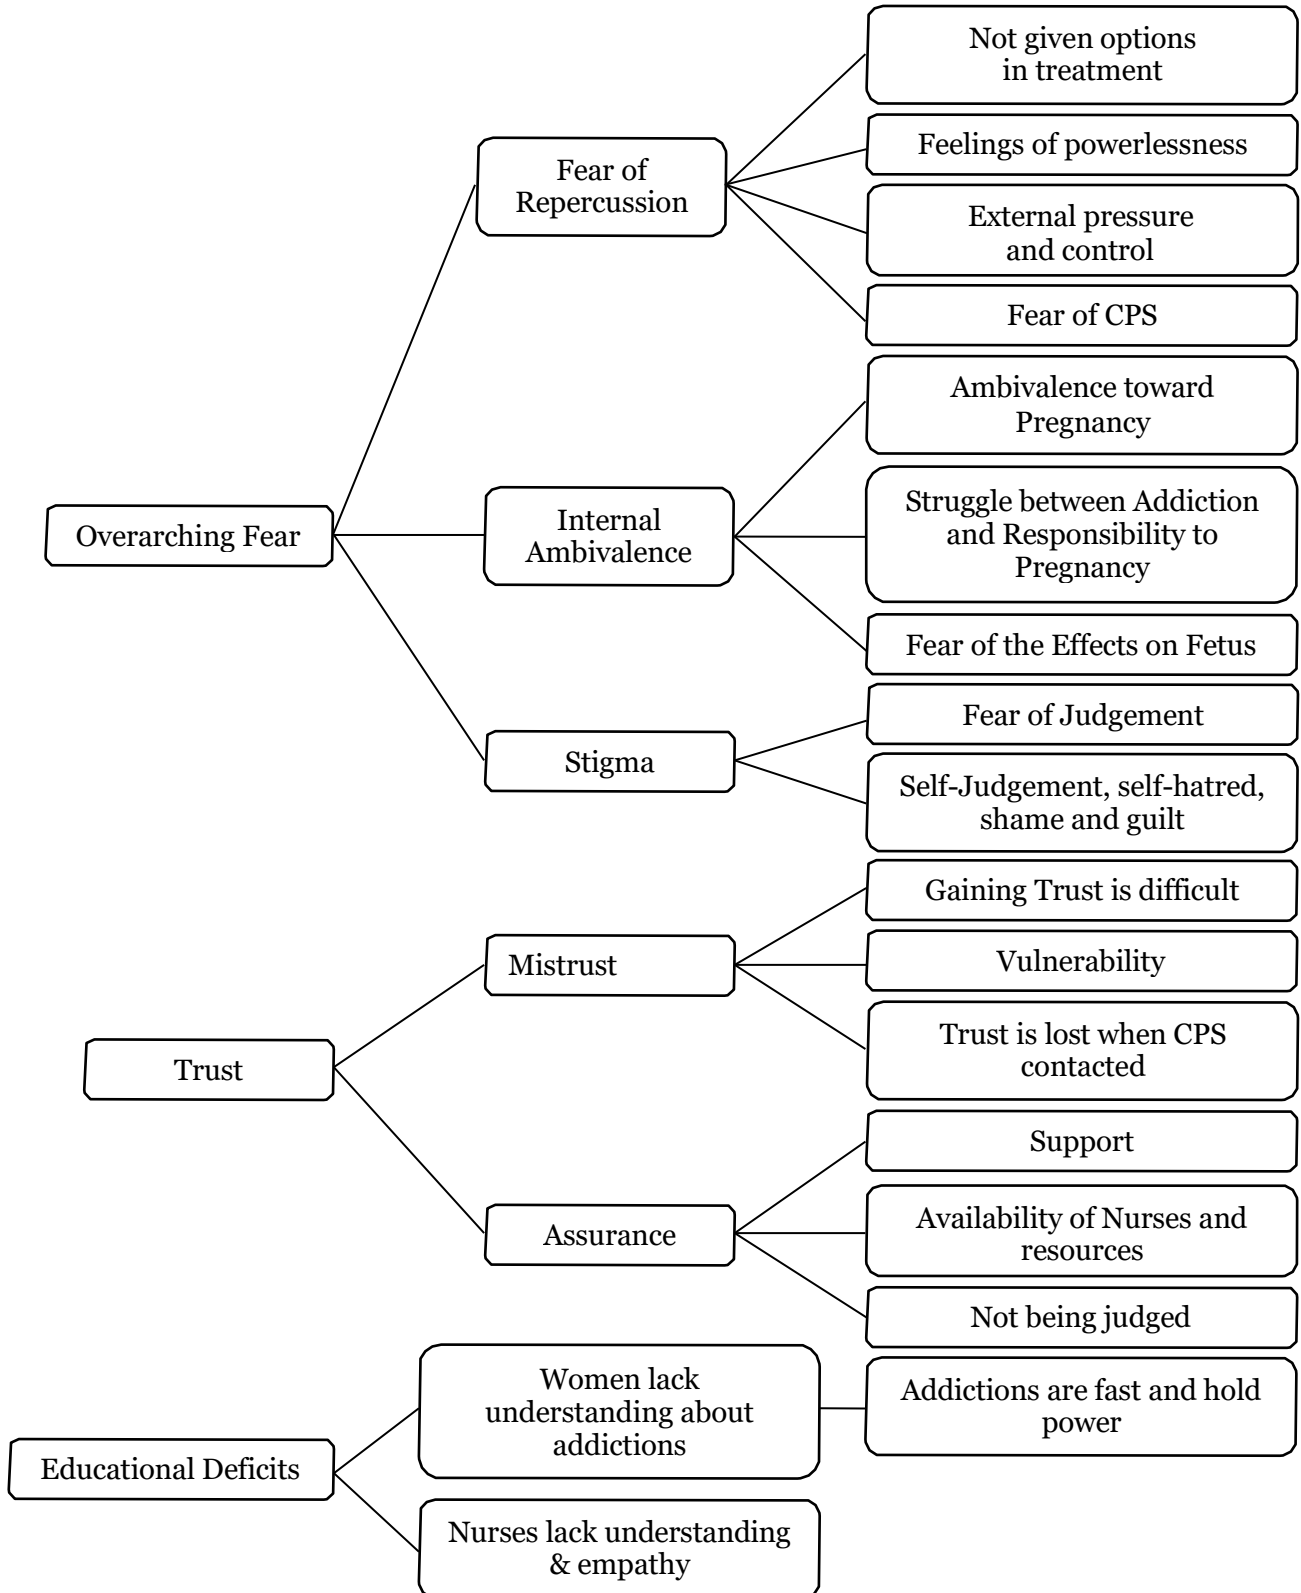 Not given options
in treatment
Feelings of powerlessness
Fear of
Repercussion
External pressure
and control
Fear of CPS
Ambivalence toward
Pregnancy
Overarching Fear
Internal
Ambivalence
Struggle between Addiction
and Responsibility to
Pregnancy
Fear of the Effects on Fetus
Stigma
Fear of Judgement
Self-Judgement, self-hatred,
shame and guilt
Gaining Trust is difficult
Mistrust
Vulnerability
Trust is lost when CPS
contacted
Trust
Support
Assurance
Availability of Nurses and
resources
Not being judged
Women lack
understanding about
addictions
Addictions are fast and hold
power
Educational Deficits
Nurses lack understanding
& empathy